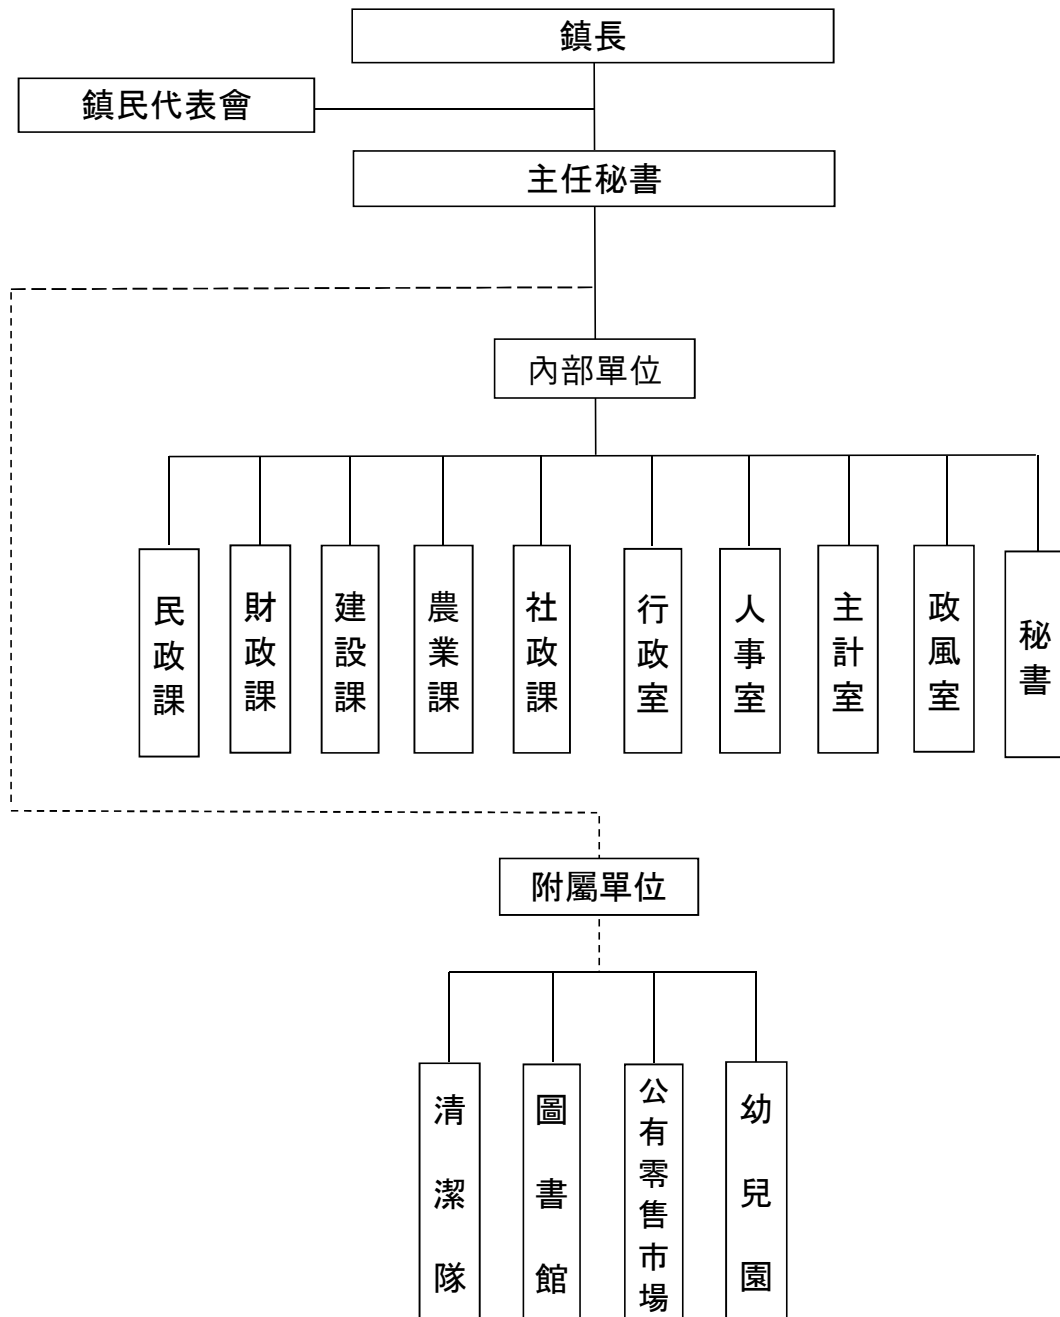 鎮長
鎮民代表會
主任秘書
內部單位
民政課
財政課
建設課
農業課
社政課
行政室
人事室
主計室
政風室
秘書
附屬單位
清潔隊
圖書館
公有零售市場
幼兒園